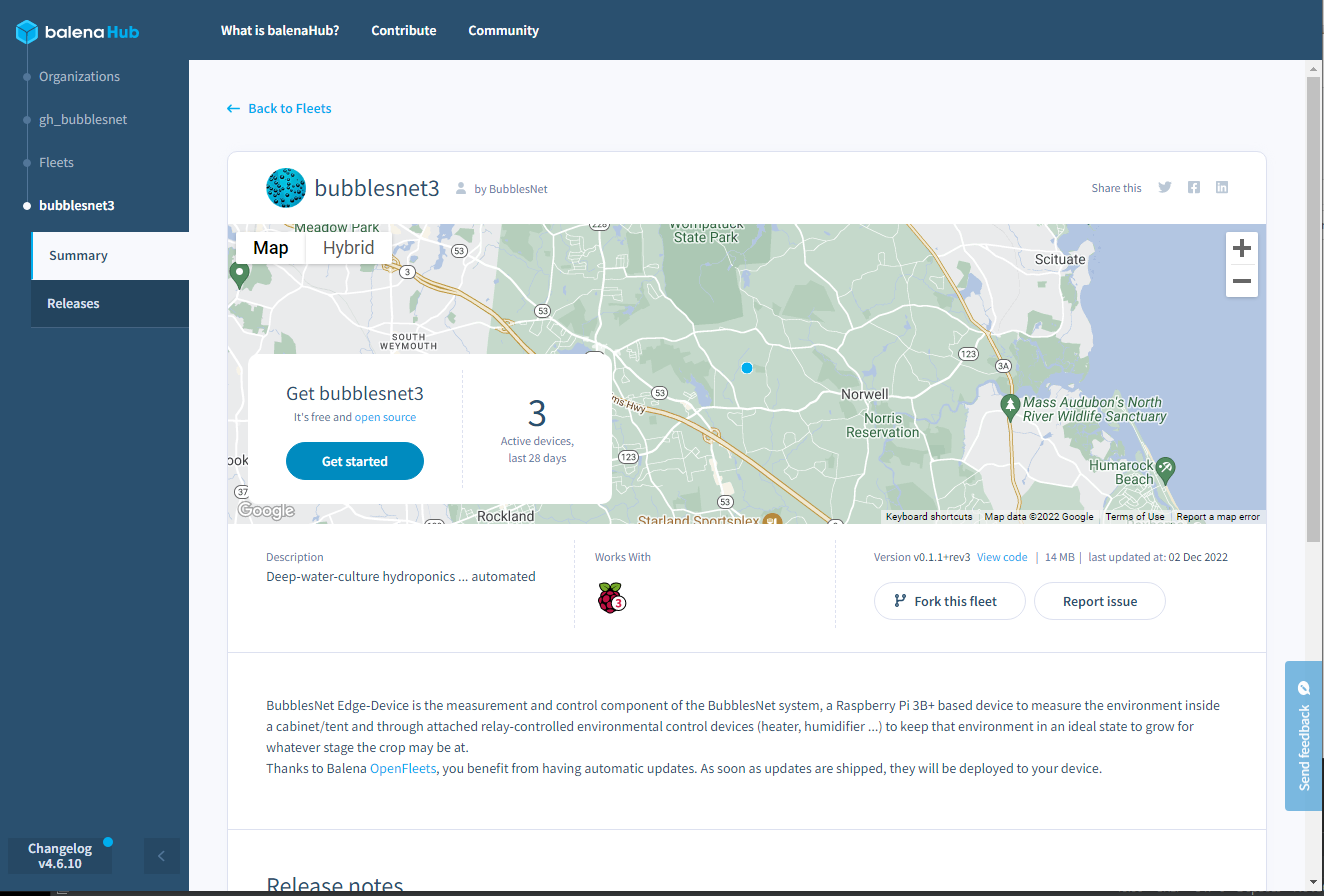 balenaHub
What is balenaHub?
Contribute
Community
Organizations
gh_bubblesnet
Fleets
bubblesnet3
Summary
Releases
Changelog
v4.6.10
Back to Fleets
bubblesnet3
by BubblesNet
Share this
Meadow Park
Map
Hybrid
53
3
228
Wompatuck
State Park
Scituate
53
SOUTH
WEYMOUTH
123
3A
53
Norwell
Mass Audubon's North
River Wildlife Sanctuary
Norris
Reservation
ms Hwy
123
Humarock
Beach
ook
37
53
Google
Rockland
Starland Sportsplex
Keyboard shortcuts
Map data ©2022 Google
Terms of Use
Report a map error
Get bubblesnet3
It's free and open source
Get started
3
Active devices,
last 28 days
Description
Deep-water-culture hydroponics ... automated
Works With
3
Version v0.1.1+rev3 View code | 14 MB | last updated at: 02 Dec 2022
Fork this fleet
Report issue
BubblesNet Edge-Device is the measurement and control component of the BubblesNet system, a Raspberry Pi 3B+ based device to measure the environment inside
a cabinet/tent and through attached relay-controlled environmental control devices (heater, humidifier ...) to keep that environment in an ideal state to grow for
whatever stage the crop may be at.
Thanks to Balena OpenFleets, you benefit from having automatic updates. As soon as updates are shipped, they will be deployed to your device.
Release notes
Send feedback